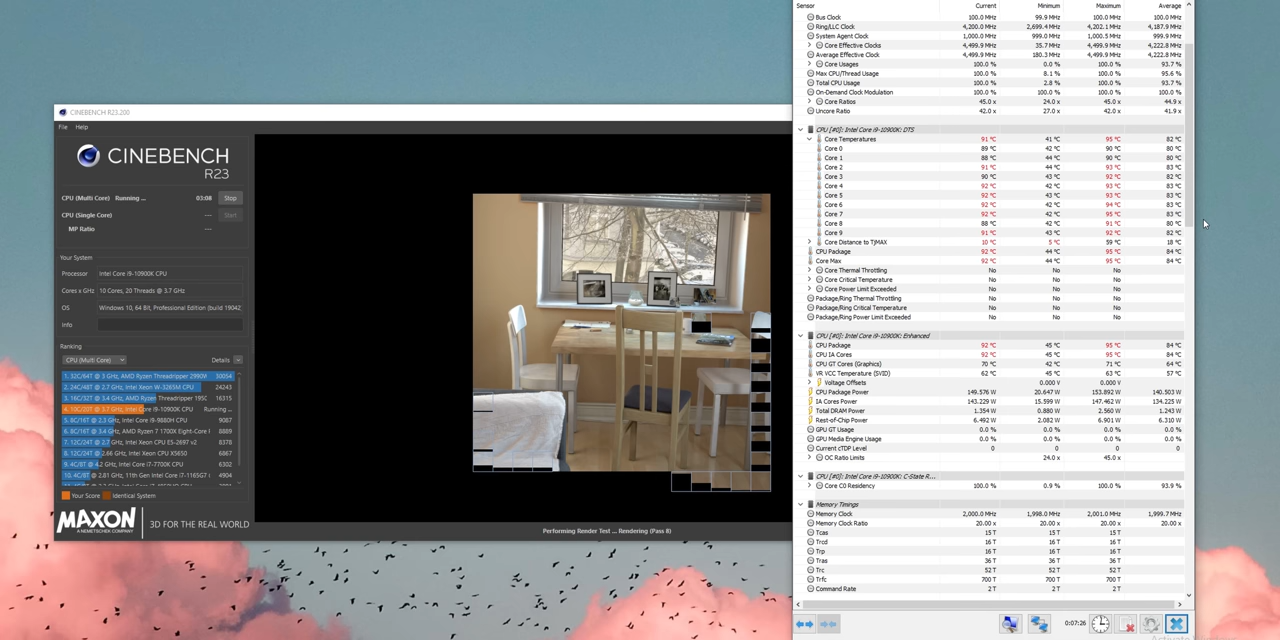 CINEBENCH R23.200
File Help
CINEBENCH
R23
CPU (Multi Core) Running ... 03:08 Stop
CPU (Single Core) --- Start
MP Ratio ---
Your System
Processor Intel Core i9-10900K CPU
Cores x GHz 10 Cores, 20 Threads @ 3.7 GHz
OS Windows 10, 64 Bit, Professional Edition (build 19042
Info
Ranking
CPU (Multi Core) Details
1. 32C/64T @ 3 GHz, AMD Ryzen Threadripper 2990W 30054
2. 24C/48T @ 2.7 GHz, Intel Xeon W-3265M CPU 24243
3. 16C/32T @ 3.4 GHz, AMD Ryzen Threadripper 1950 16315
4. 10C/20T @ 3.7 GHz, Intel Core i9-10900K CPU Running ...
5. 8C/16T @ 2.3 GHz, Intel Core i9-9880H CPU 9087
6. 8C/16T @ 3.4 GHz, AMD Ryzen 7 1700X Eight-Core 8889
7. 12C/24T @ 2.7 GHz, Intel Xeon CPU E5-2697 v2 8378
8. 12C/24T @ 2.66 GHz, Intel Xeon CPU X5650 6867
9. 4C/8T @ 4.2 GHz, Intel Core i7-7700K CPU 6302
10. 4C/8T @ 2.81 GHz, 11th Gen Intel Core i7-1165G7 4904
Your Score Identical System
MAXON
A NEMETSCHEK COMPANY
3D FOR THE REAL WORLD
Performing Render Test ... Rendering (Pass 8)
Sensor Current Minimum Maximum Average
Bus Clock 100.0 MHz 99.9 MHz 100.0 MHz 100.0 MHz
Ring/LLC Clock 4,200.0 MHz 2,699.4 MHz 4,202.1 MHz 4,187.9 MHz
System Agent Clock 1,000.0 MHz 999.0 MHz 1,000.5 MHz 999.9 MHz
Core Effective Clocks 4,499.9 MHz 35.7 MHz 4,499.9 MHz 4,222.8 MHz
Average Effective Clock 4,499.9 MHz 180.3 MHz 4,499.9 MHz 4,222.8 MHz
Core Usages 100.0 % 0.0 % 100.0 % 93.7 %
Max CPU/Thread Usage 100.0 % 8.1 % 100.0 % 95.6 %
Total CPU Usage 100.0 % 2.8 % 100.0 % 93.7 %
On-Demand Clock Modulation 100.0 % 100.0 % 100.0 % 100.0 %
Core Ratios 45.0 x 24.0 x 45.0 x 44.9 x
Uncore Ratio 42.0 x 27.0 x 42.0 x 41.9 x
CPU [#0]: Intel Core i9-10900K: DTS
Core Temperatures 91 °C 41 °C 95 °C 82 °C
Core 0 89 °C 42 °C 90 °C 80 °C
Core 1 88 °C 44 °C 90 °C 80 °C
Core 2 91 °C 44 °C 93 °C 83 °C
Core 3 90 °C 43 °C 92 °C 82 °C
Core 4 92 °C 42 °C 93 °C 83 °C
Core 5 92 °C 44 °C 93 °C 83 °C
Core 6 92 °C 42 °C 94 °C 83 °C
Core 7 92 °C 42 °C 95 °C 83 °C
Core 8 88 °C 42 °C 91 °C 80 °C
Core 9 91 °C 43 °C 92 °C 82 °C
Core Distance to TjMAX 10 °C 5 °C 59 °C 18 °C
CPU Package 92 °C 44 °C 95 °C 84 °C
Core Max 92 °C 44 °C 95 °C 84 °C
Core Thermal Throttling No No No
Core Critical Temperature No No No
Core Power Limit Exceeded No No No
Package/Ring Thermal Throttling No No No
Package/Ring Critical Temperature No No No
Package/Ring Power Limit Exceeded No No No
CPU [#0]: Intel Core i9-10900K: Enhanced
CPU Package 92 °C 45 °C 95 °C 84 °C
CPU IA Cores 92 °C 45 °C 95 °C 84 °C
CPU GT Cores (Graphics) 70 °C 42 °C 71 °C 64 °C
VR VCC Temperature (SVID) 62 °C 45 °C 63 °C 57 °C
Voltage Offsets 0.000 V 0.000 V
CPU Package Power 149.576 W 20.647 W 153.892 W 140.503 W
IA Cores Power 143.229 W 15.599 W 147.462 W 134.225 W
Total DRAM Power 1.354 W 0.880 W 2.560 W 1.243 W
Rest-of-Chip Power 6.492 W 2.082 W 6.901 W 6.310 W
GPU GT Usage 0.0 % 0.0 % 0.0 % 0.0 %
GPU Media Engine Usage 0.0 % 0.0 % 0.0 % 0.0 %
Current cTDP Level 0 0 0 0
OC Ratio Limits 24.0 x 45.0 x
CPU [#0]: Intel Core i9-10900K: C-State R...
Core C0 Residency 100.0 % 0.9 % 100.0 % 93.9 %
Memory Timings
Memory Clock 2,000.0 MHz 1,998.0 MHz 2,001.0 MHz 1,999.7 MHz
Memory Clock Ratio 20.00 x 20.00 x 20.00 x 20.00 x
Tcas 15 T 15 T 15 T
Trcd 16 T 16 T 16 T
Trp 16 T 16 T 16 T
Tras 36 T 36 T 36 T
Trc 52 T 52 T 52 T
Trfc 700 T 700 T 700 T
Command Rate 2 T 2 T 2 T
0:07:26